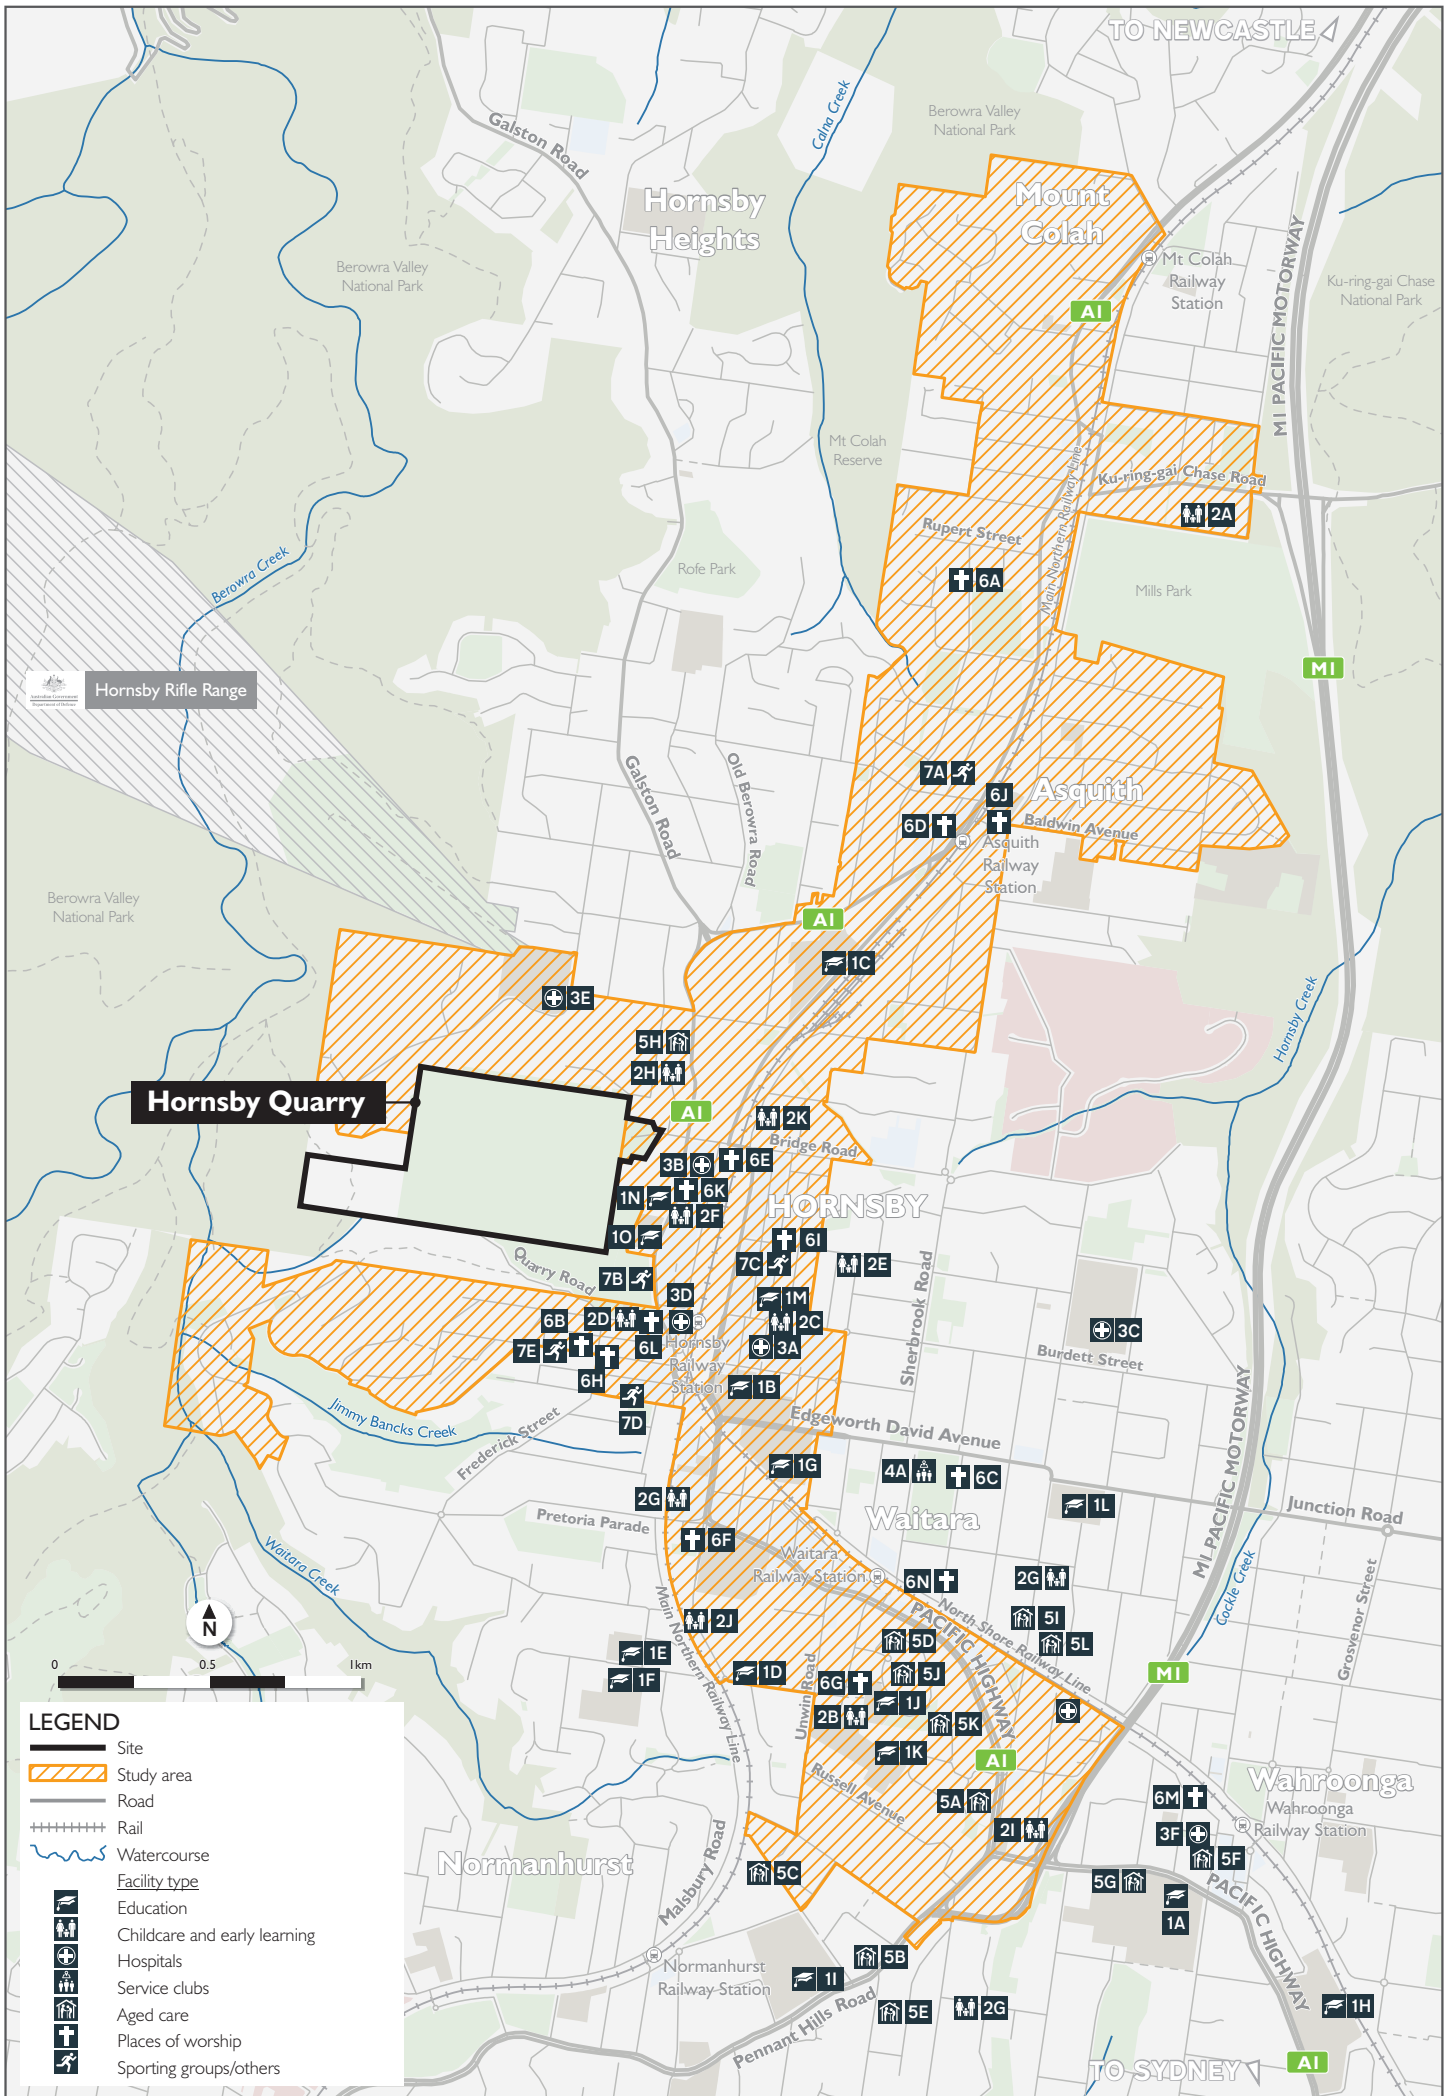 TO NEWCASTLE
Galston Road
Calna Creek
Berowra Valley
National Park
Hornsby
Heights
Mount
Colah
Mt Colah
Railway
Station
M1 PACIFIC MOTORWAY
Berowra Valley
National Park
Ku-ring-gai Chase
National Park
A1
Mt Colah
Reserve
Main Northern Railway Line
Ku-ring-gai Chase Road
2A
Rupert Street
6A
Rofe Park
Mills Park
Berowra Creek
M1
Australian Government
Department of Defence
Hornsby Rifle Range
Galston Road
Old Berowra Road
7A
6J
Asquith
6D
Baldwin Avenue
Asquith
Railway
Station
Berowra Valley
National Park
A1
1C
3E
Hornsby Creek
5H
2H
Hornsby Quarry
A1
2K
Bridge Road
3B
6E
1N
6K
2F
HORNSBY
1O
6I
Quarry Road
7B
7C
2E
3D
1M
6B
2D
2C
Sherbrook Road
3C
7E
6L
Hornsby
Railway
Station
3A
Burdett Street
6H
1B
7D
Jimmy Bancks Creek
Frederick Street
Edgeworth David Avenue
M1 PACIFIC MOTORWAY
1G
4A
6C
2G
1L
Junction Road
Pretoria Parade
Waitara
6F
Waitara
Railway Station
Waitara Creek
6N
2G
Cockle Creek
Grosvenor Street
N
Main Northern Railway Line
2J
PACIFIC HIGHWAY
North Shore Railway Line
5I
5D
5L
1E
1F
1D
Unwin Road
6G
5J
M1
0
0.5
1km
1J
2B
5K
1K
A1
Russell Avenue
5A
2I
Wahroonga
Wahroonga
Railway Station
6M
3F
5F
Normanhurst
Malsbury Road
5C
5G
1A
PACIFIC HIGHWAY
Normanhurst
Railway Station
5B
1I
5E
2G
1H
Pennant Hills Road
TO SYDNEY
A1
LEGEND
Site
Study area
Road
Rail
Watercourse
Facility type
Education
Childcare and early learning
Hospitals
Service clubs
Aged care
Places of worship
Sporting groups/others